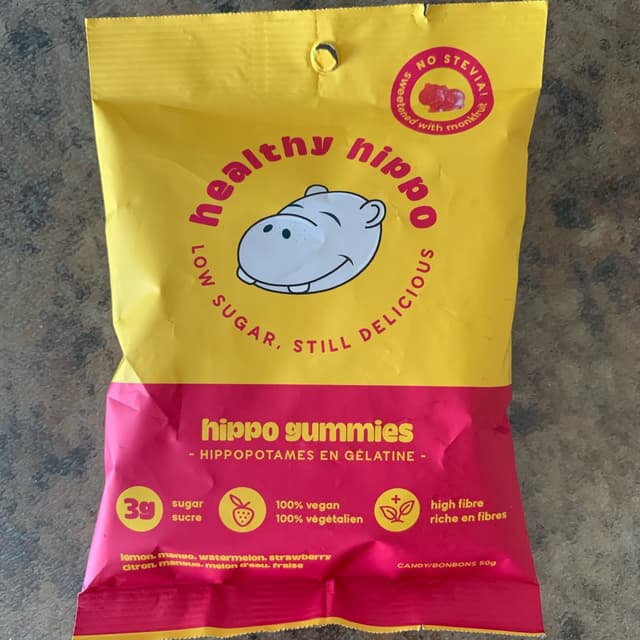 NO STEVIA!
sweetened with monkfruit
healthy hippo
LOW SUGAR, STILL DELICIOUS
hippo gummies
- HIPPOPOTAMES EN GÉLATINE -
3g sugar
sucre
100% vegan
100% végétalien
high fibre
riche en fibres
lemon. mango. watermelon. strawberry
citron. mangue. melon d'eau. fraise
CANDY/BONBONS 50g